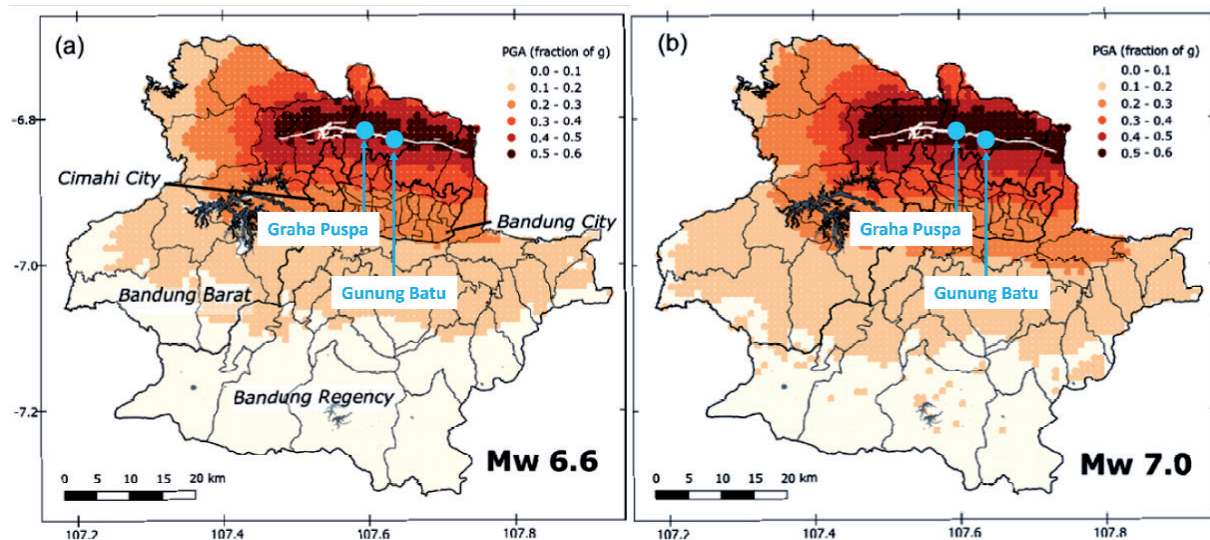 (a)
PGA (fraction of g)
0.0 - 0.1
0.1 - 0.2
0.2 - 0.3
0.3 - 0.4
0.4 - 0.5
0.5 - 0.6
-6.8
-7.0
-7.2
Cimahi City
Graha Puspa
Bandung City
Gunung Batu
Bandung Barat
Bandung Regency
Mw 6.6
0 5 10 15 20 km
107.2 107.4 107.6 107.8
(b)
PGA (fraction of g)
0.0 - 0.1
0.1 - 0.2
0.2 - 0.3
0.3 - 0.4
0.4 - 0.5
0.5 - 0.6
Graha Puspa
Gunung Batu
Mw 7.0
0 5 10 15 20 km
107.2 107.4 107.6 107.8